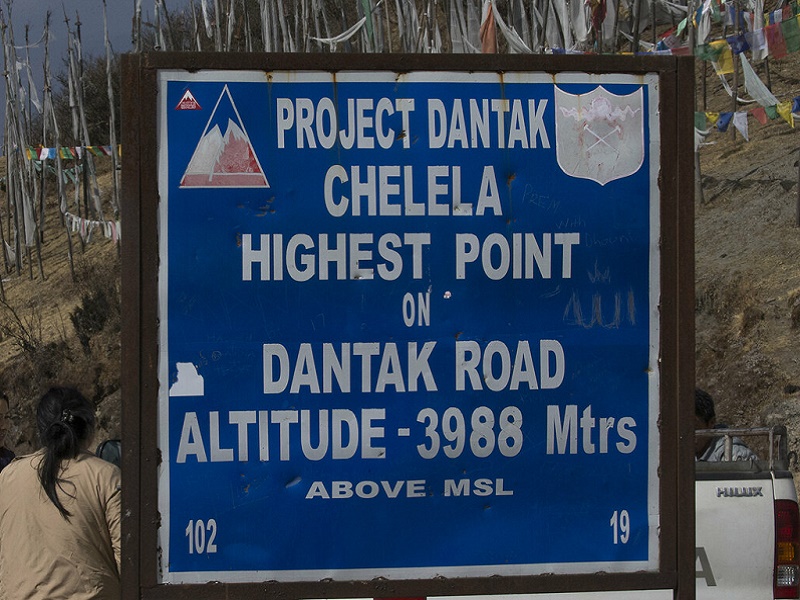 PROJECT DANTAK
CHELELA
HIGHEST POINT
ON
DANTAK ROAD
ALTITUDE - 3988 Mtrs
ABOVE MSL
102
19
HILUX